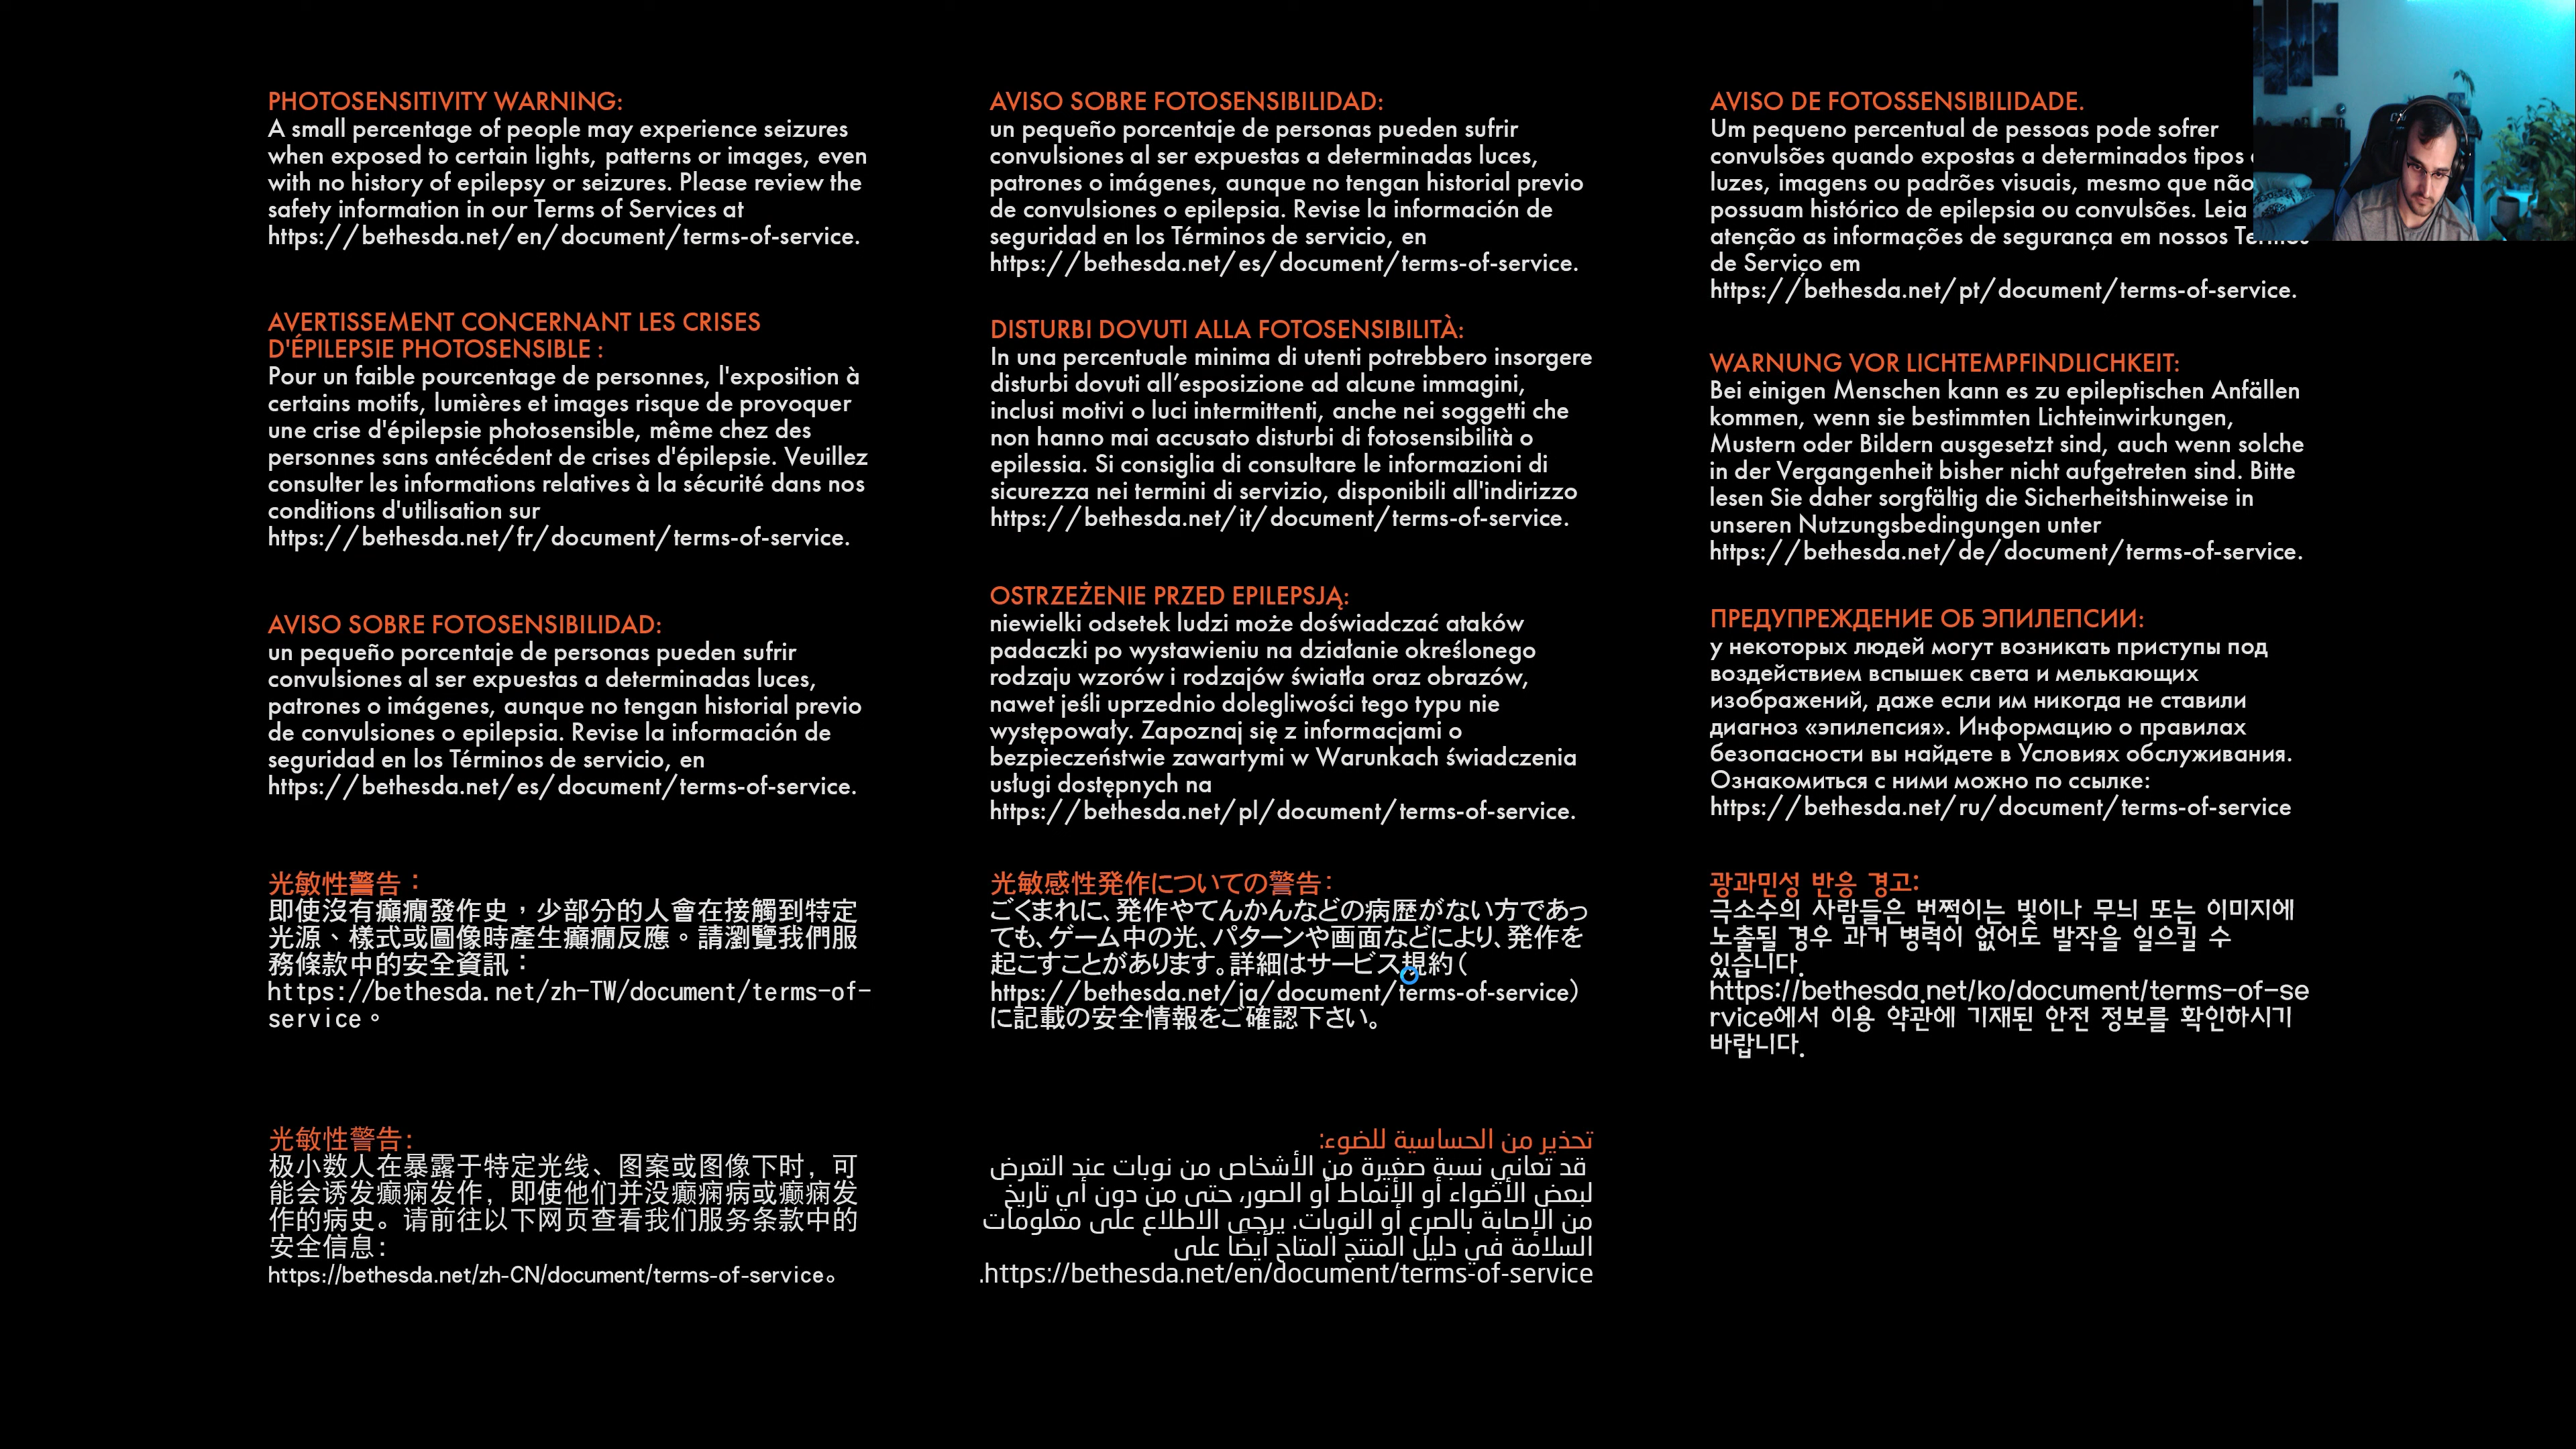 PHOTOSENSITIVITY WARNING:
A small percentage of people may experience seizures
when exposed to certain lights, patterns or images, even
with no history of epilepsy or seizures. Please review the
safety information in our Terms of Services at
https://bethesda.net/en/document/terms-of-service.
AVERTISSEMENT CONCERNANT LES CRISES
D'ÉPILEPSIE PHOTOSENSIBLE :
Pour un faible pourcentage de personnes, l'exposition à
certains motifs, lumières et images risque de provoquer
une crise d'épilepsie photosensible, même chez des
personnes sans antécédent de crises d'épilepsie. Veuillez
consulter les informations relatives à la sécurité dans nos
conditions d'utilisation sur
https://bethesda.net/fr/document/terms-of-service.
AVISO SOBRE FOTOSENSIBILIDAD:
un pequeño porcentaje de personas pueden sufrir
convulsiones al ser expuestas a determinadas luces,
patrones o imágenes, aunque no tengan historial previo
de convulsiones o epilepsia. Revise la información de
seguridad en los Términos de servicio, en
https://bethesda.net/es/document/terms-of-service.
光敏性警告：
即使沒有癲癇發作史，少部分的人會在接觸到特定
光源、樣式或圖像時產生癲癇反應。請瀏覽我們服
務條款中的安全資訊：
https://bethesda.net/zh-TW/document/terms-of-
service。
光敏性警告:
极小数人在暴露于特定光线、图案或图像下时，可
能会诱发癫痫发作，即使他们并没癫痫病或癫痫发
作的病史。请前往以下网页查看我们服务条款中的
安全信息:
https://bethesda.net/zh-CN/document/terms-of-service。
AVISO SOBRE FOTOSENSIBILIDAD:
un pequeño porcentaje de personas pueden sufrir
convulsiones al ser expuestas a determinadas luces,
patrones o imágenes, aunque no tengan historial previo
de convulsiones o epilepsia. Revise la información de
seguridad en los Términos de servicio, en
https://bethesda.net/es/document/terms-of-service.
DISTURBI DOVUTI ALLA FOTOSENSIBILITÀ:
In una percentuale minima di utenti potrebbero insorgere
disturbi dovuti all’esposizione ad alcune immagini,
inclusi motivi o luci intermittenti, anche nei soggetti che
non hanno mai accusato disturbi di fotosensibilità o
epilessia. Si consiglia di consultare le informazioni di
sicurezza nei termini di servizio, disponibili all'indirizzo
https://bethesda.net/it/document/terms-of-service.
OSTRZEŻENIE PRZED EPILEPSJĄ:
niewielki odsetek ludzi może doświadczać ataków
padaczki po wystawieniu na działanie określonego
rodzaju wzorów i rodzajów światła oraz obrazów,
nawet jeśli uprzednio dolegliwości tego typu nie
występowały. Zapoznaj się z informacjami o
bezpieczeństwie zawartymi w Warunkach świadczenia
usługi dostępnych na
https://bethesda.net/pl/document/terms-of-service.
光敏感性発作についての警告：
ごくまれに、発作やてんかんなどの病歴がない方であっ
ても、ゲーム中の光、パターンや画面などにより、発作を
起こすことがあります。詳細はサービス規約（
https://bethesda.net/ja/document/terms-of-service）
に記載の安全情報をご確認下さい。
تحذير من الحساسية للضوء:
قد تعاني نسبة صغيرة من الأشخاص من نوبات عند التعرض
لبعض الأضواء أو الأنماط أو الصور، حتى من دون أي تاريخ
من الإصابة بالصرع أو النوبات. يرجى الاطلاع على معلومات
السلامة في دليل المنتج المتاح أيضًا على
https://bethesda.net/en/document/terms-of-service.
AVISO DE FOTOSSENSIBILIDADE.
Um pequeno percentual de pessoas pode sofrer
convulsões quando expostas a determinados tipos
luzes, imagens ou padrões visuais, mesmo que não
possuam histórico de epilepsia ou convulsões. Leia
atenção as informações de segurança em nossos Termos
de Serviço em
https://bethesda.net/pt/document/terms-of-service.
WARNUNG VOR LICHTEMPFINDLICHKEIT:
Bei einigen Menschen kann es zu epileptischen Anfällen
kommen, wenn sie bestimmten Lichteinwirkungen,
Mustern oder Bildern ausgesetzt sind, auch wenn solche
in der Vergangenheit bisher nicht aufgetreten sind. Bitte
lesen Sie daher sorgfältig die Sicherheitshinweise in
unseren Nutzungsbedingungen unter
https://bethesda.net/de/document/terms-of-service.
ПРЕДУПРЕЖДЕНИЕ ОБ ЭПИЛЕПСИИ:
у некоторых людей могут возникать приступы под
воздействием вспышек света и мелькающих
изображений, даже если им никогда не ставили
диагноз «эпилепсия». Информацию о правилах
безопасности вы найдете в Условиях обслуживания.
Ознакомиться с ними можно по ссылке:
https://bethesda.net/ru/document/terms-of-service
광과민성 반응 경고:
극소수의 사람들은 번쩍이는 빛이나 무늬 또는 이미지에
노출될 경우 과거 병력이 없어도 발작을 일으킬 수
있습니다.
https://bethesda.net/ko/document/terms-of-se
rvice에서 이용 약관에 기재된 안전 정보를 확인하시기
바랍니다.